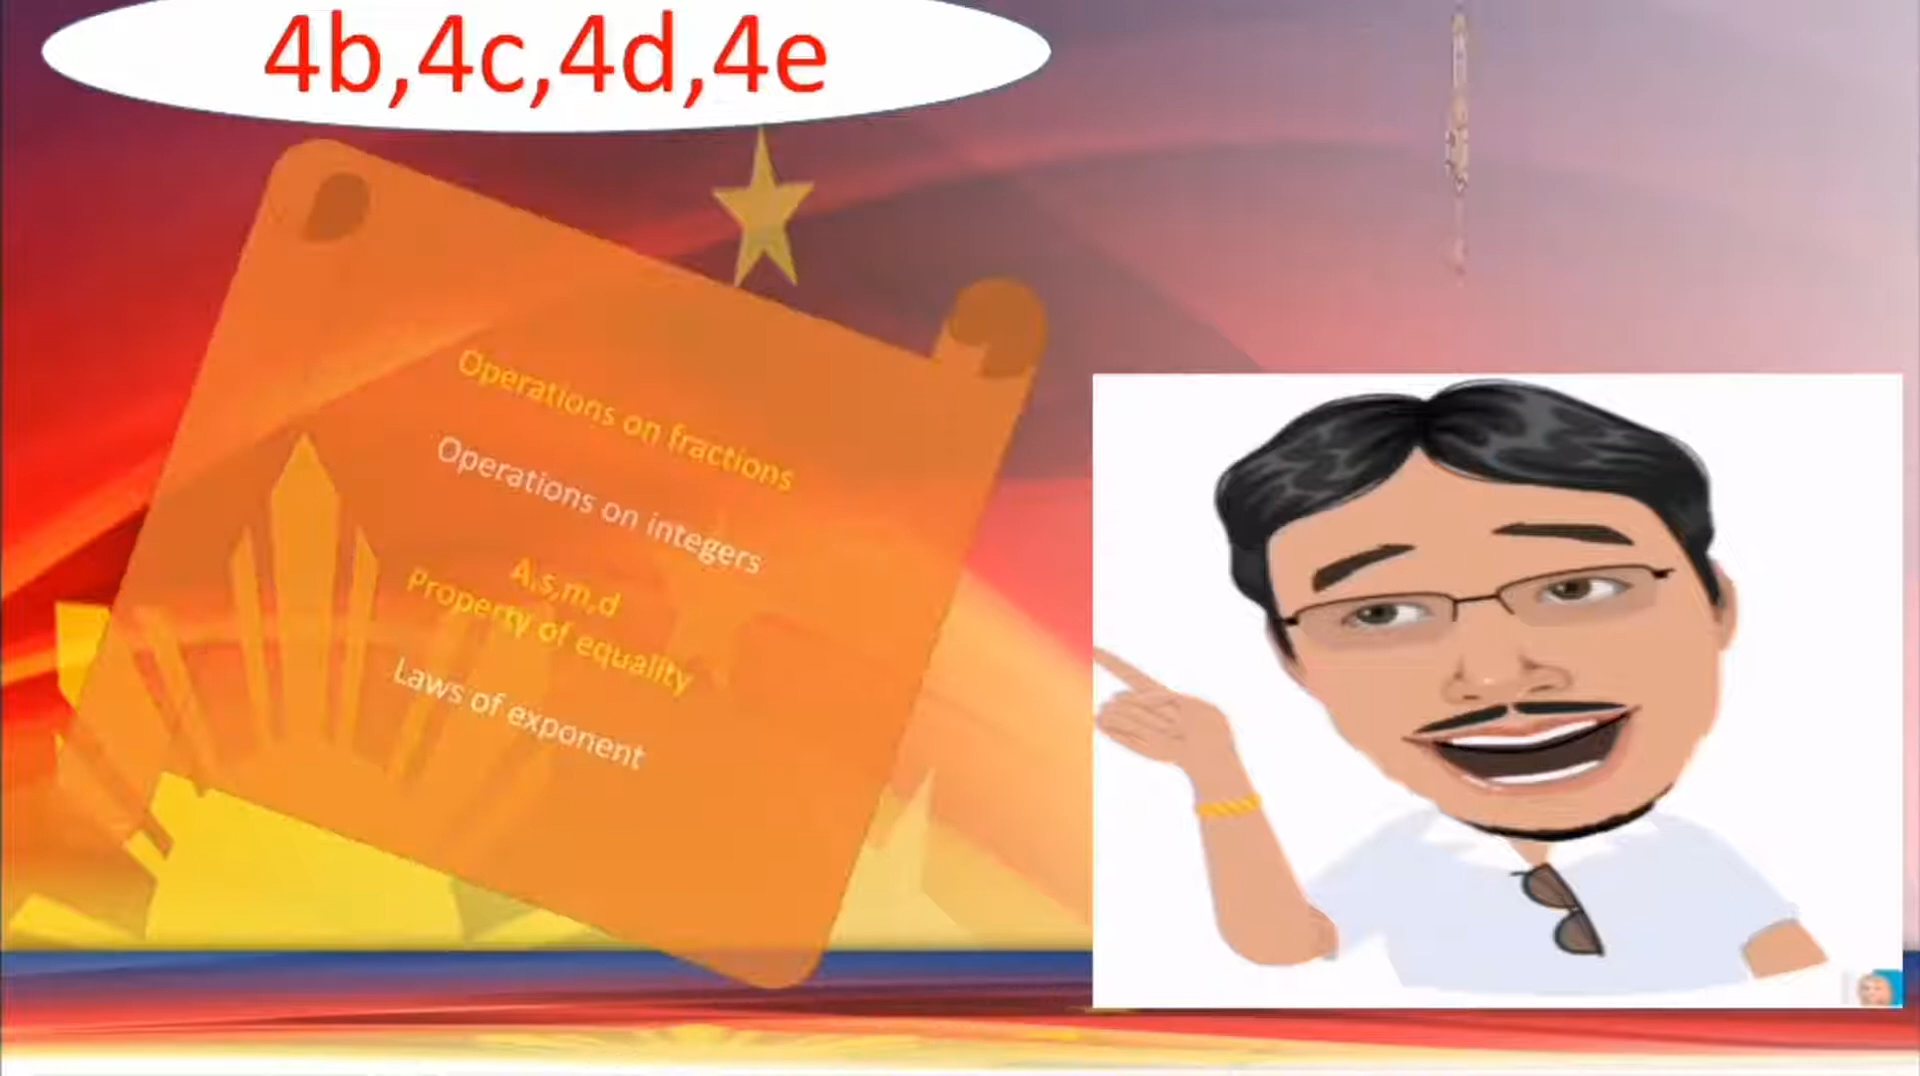 4b,4c,4d,4e
Operations on fractions
Operations on integers
A,s,m,d
Property of equality
Laws of exponent